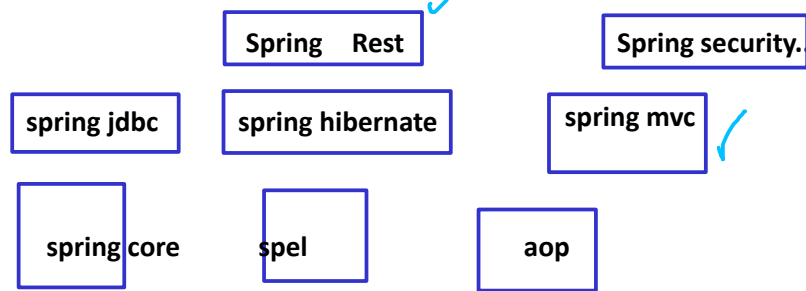 Spring Rest
Spring security..
spring jdbc
spring hibernate
spring mvc
spring core
spel
aop